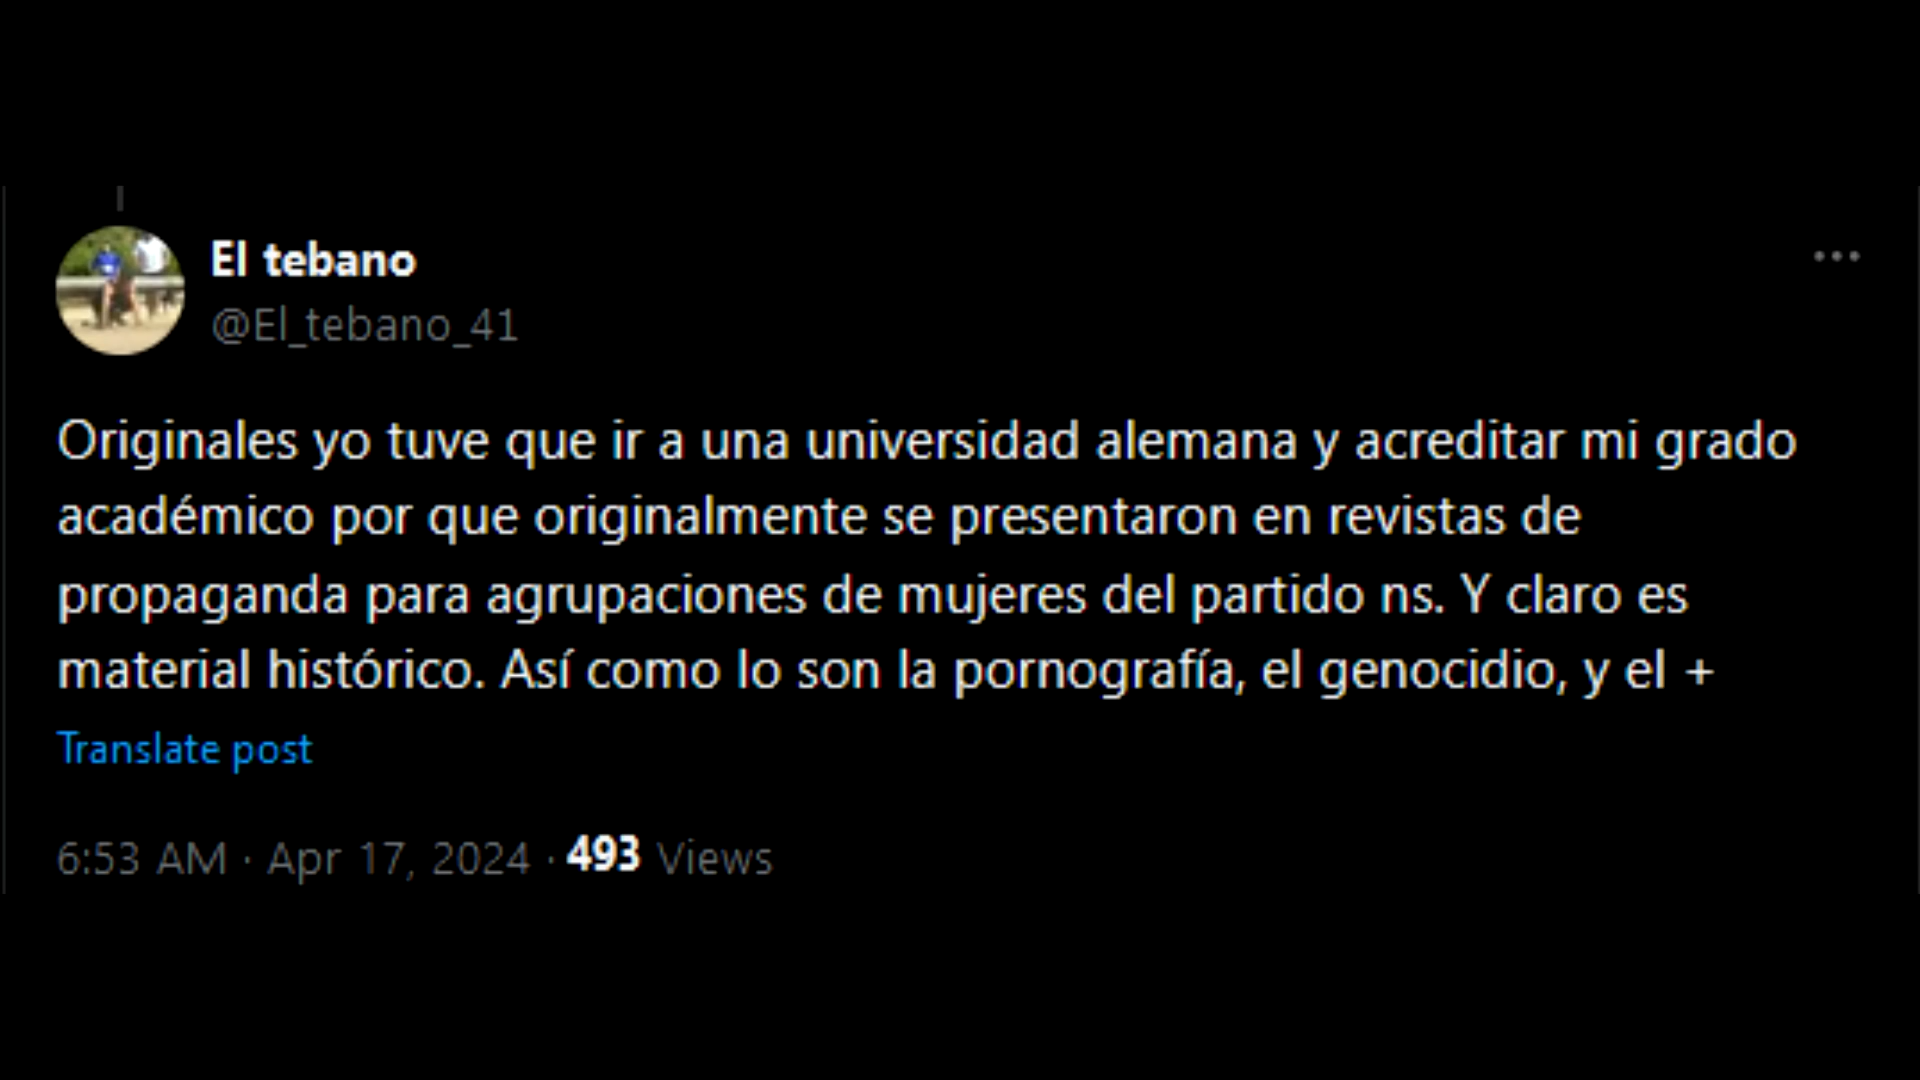 El tebano
@El_tebano_41
Originales yo tuve que ir a una universidad alemana y acreditar mi grado
académico por que originalmente se presentaron en revistas de
propaganda para agrupaciones de mujeres del partido ns. Y claro es
material histórico. Así como lo son la pornografía, el genocidio, y el +
Translate post
6:53 AM · Apr 17, 2024 · 493 Views